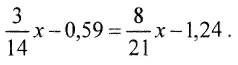 3/14 x − 0,59 = 8/21 x − 1,24 .